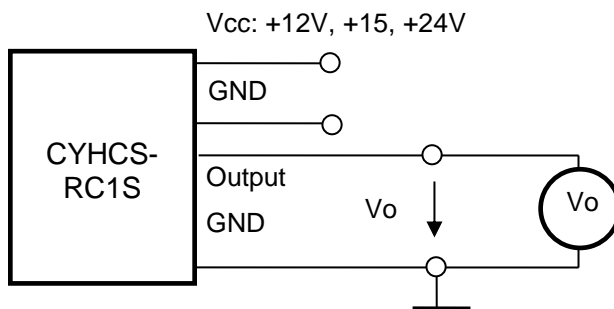 Vcc: +12V, +15, +24V
GND
CYHCS-
RC1S
Output
GND
Vo
Vo